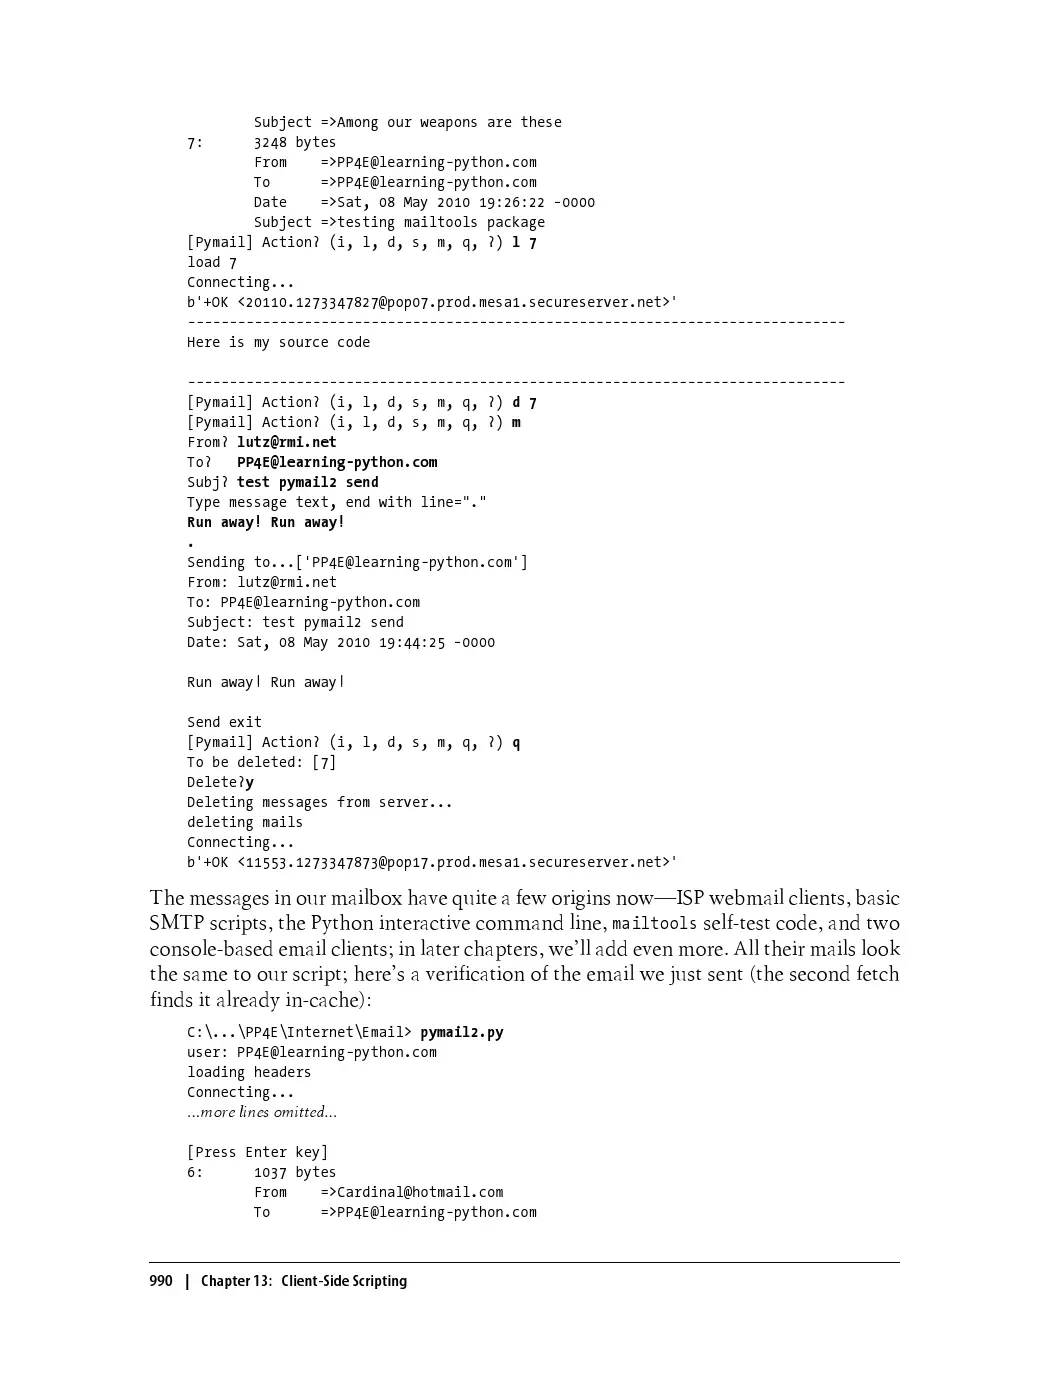 Subject =>Among our weapons are these
7:      3248 bytes
        From    =>PP4E@learning-python.com
        To      =>PP4E@learning-python.com
        Date    =>Sat, 08 May 2010 19:26:22 -0000
        Subject =>testing mailtools package
[Pymail] Action? (i, l, d, s, m, q, ?) l 7
load 7
Connecting...
b'+OK <20110.1273347827@pop07.prod.mesa1.secureserver.net>'
-------------------------------------------------------------------------------
Here is my source code
-------------------------------------------------------------------------------
[Pymail] Action? (i, l, d, s, m, q, ?) d 7
[Pymail] Action? (i, l, d, s, m, q, ?) m
From? lutz@rmi.net
To?   PP4E@learning-python.com
Subj? test pymail2 send
Type message text, end with line="."
Run away! Run away!
.
Sending to...['PP4E@learning-python.com']
From: lutz@rmi.net
To: PP4E@learning-python.com
Subject: test pymail2 send
Date: Sat, 08 May 2010 19:44:25 -0000
Run away! Run away!
Send exit
[Pymail] Action? (i, l, d, s, m, q, ?) q
To be deleted: [7]
Delete?y
Deleting messages from server...
deleting mails
Connecting...
b'+OK <11553.1273347873@pop17.prod.mesa1.secureserver.net>'
The messages in our mailbox have quite a few origins now—ISP webmail clients, basic
SMTP scripts, the Python interactive command line, mailtools self-test code, and two
console-based email clients; in later chapters, we'll add even more. All their mails look
the same to our script; here's a verification of the email we just sent (the second fetch
finds it already in-cache):
C:\...\PP4E\Internet\Email> pymail2.py
user: PP4E@learning-python.com
loading headers
Connecting...
...more lines omitted...
[Press Enter key]
6:      1037 bytes
        From    =>Cardinal@hotmail.com
        To      =>PP4E@learning-python.com
990 | Chapter 13: Client-Side Scripting